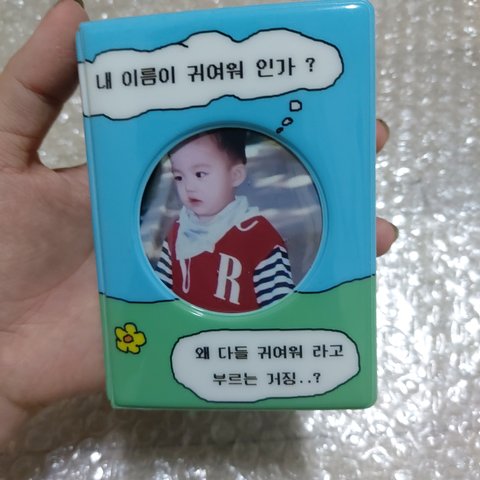 내 이름이 귀여워 인가 ?
R
왜 다들 귀여워 라고
부르는 거징..?